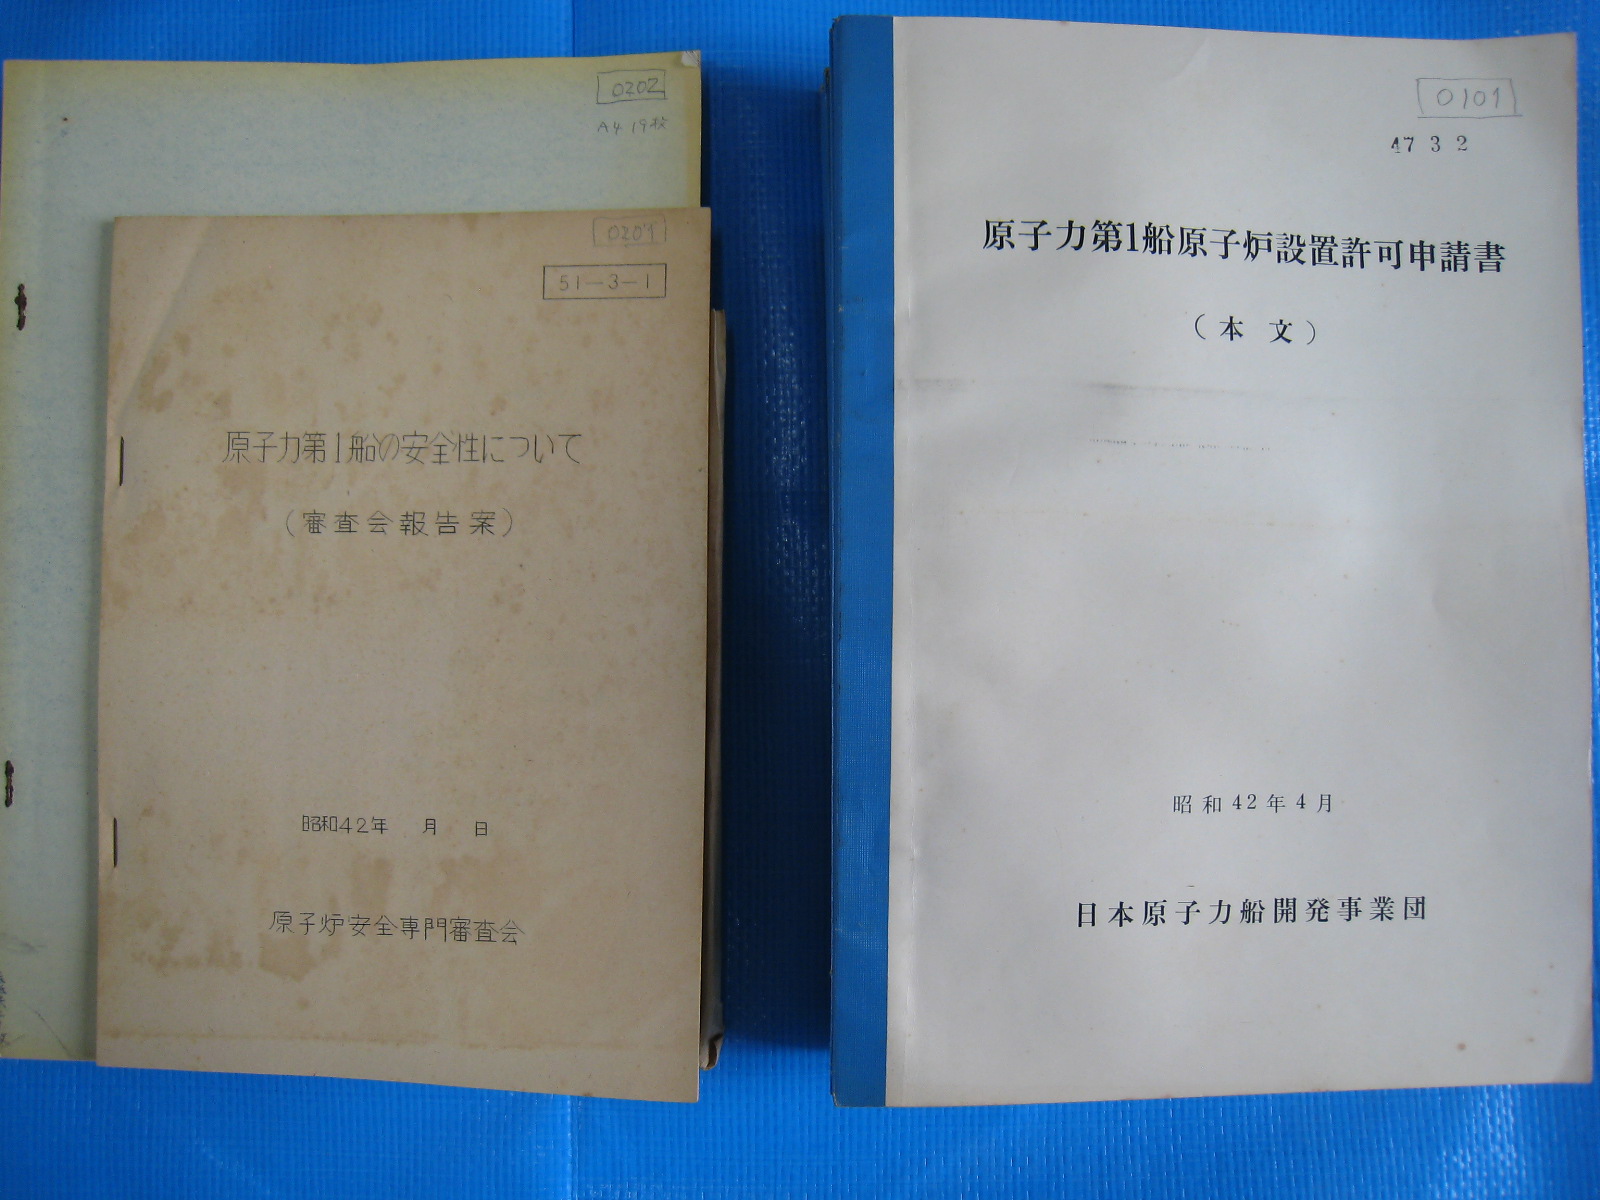 0202
A4 19枚
0201
51-3-1
原子力第1船の安全性について
(審査会報告案)
昭和42年 月 日
原子炉安全専門審査会
0101
4732
原子力第1船原子炉設置許可申請書
(本文)
昭和42年4月
日本原子力船開発事業団